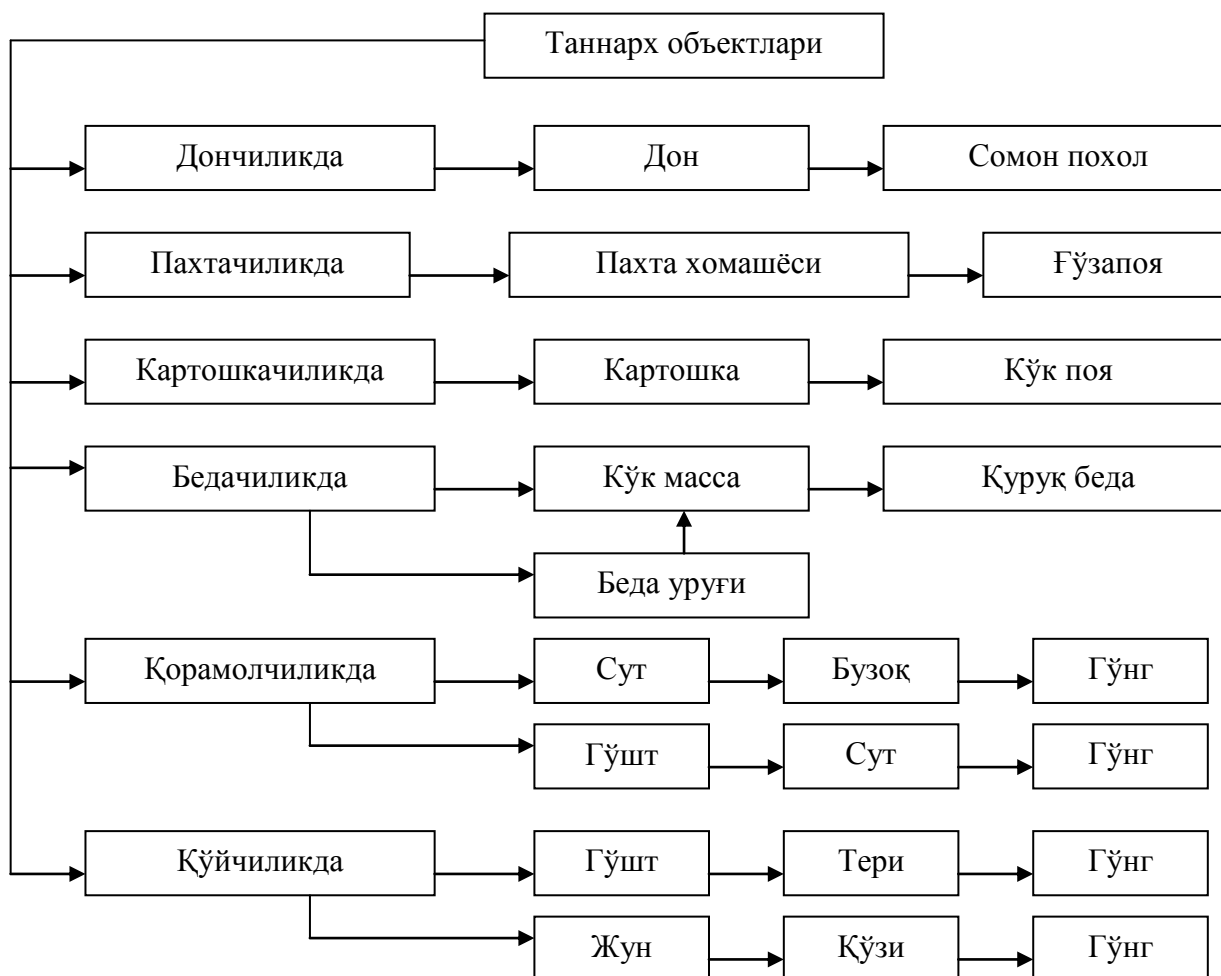 Таннарх объектлари
Дончиликда Дон Сомон похол
Пахтачиликда Пахта хомашёси Ғўзапоя
Картошкачиликда Картошка Кўк поя
Бедачиликда Кўк масса Қуруқ беда
Беда уруғи
Қорамолчиликда Сут Бузоқ Гўнг
Гўшт Сут Гўнг
Қўйчиликда Гўшт Тери Гўнг
Жун Қўзи Гўнг